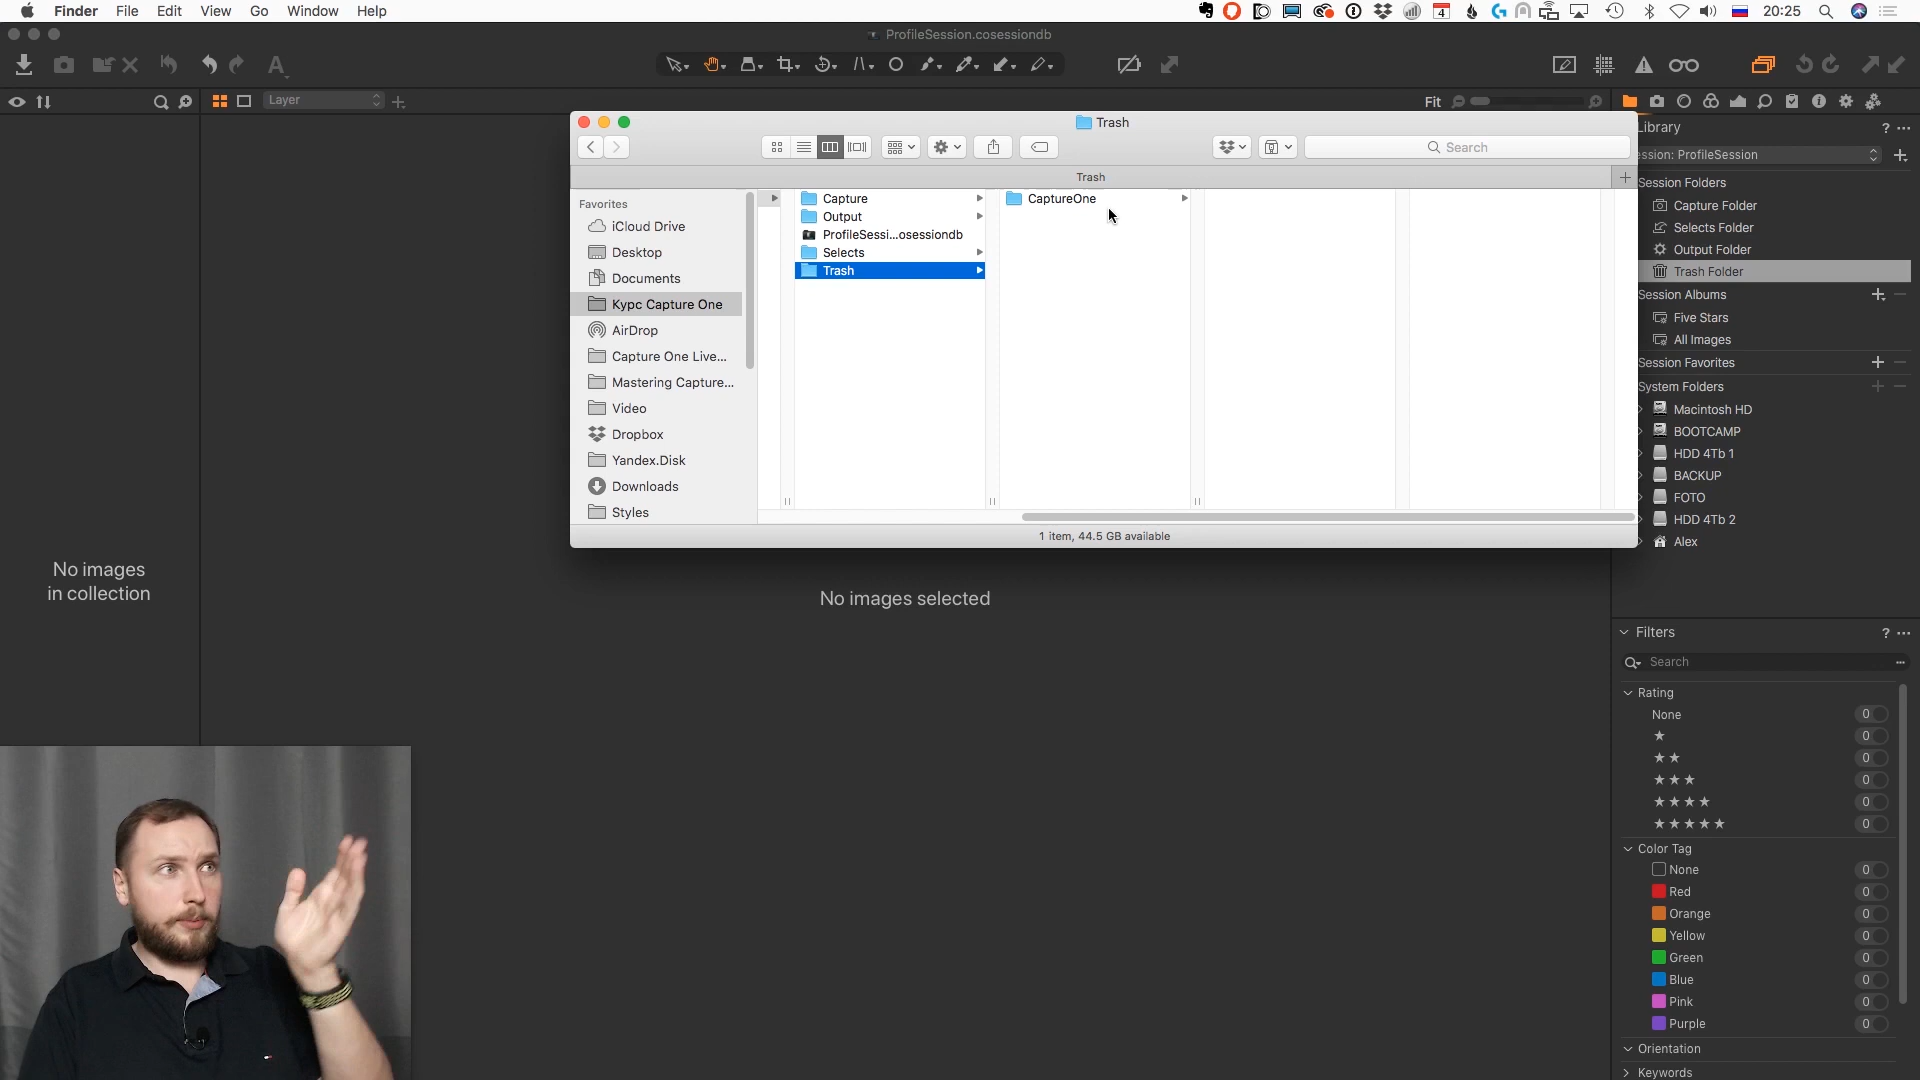 Finder File Edit View Go Window Help
4
20:25
ProfileSession.cosessiondb
Layer
Fit
Trash
Search
Trash
Favorites
iCloud Drive
Desktop
Documents
Курс Capture One
AirDrop
Capture One Live...
Mastering Capture...
Video
Dropbox
Yandex.Disk
Downloads
Styles
Capture
Output
ProfileSessi...osessiondb
Selects
Trash
CaptureOne
1 item, 44.5 GB available
No images
in collection
No images selected
Library ? ...
ession: ProfileSession
Session Folders
Capture Folder
Selects Folder
Output Folder
Trash Folder
Session Albums
Five Stars
All Images
Session Favorites
System Folders
Macintosh HD
BOOTCAMP
HDD 4Tb 1
BACKUP
FOTO
HDD 4Tb 2
Alex
Filters ? ...
Search ...
Rating
None 0
★ 0
★★ 0
★★★ 0
★★★★ 0
★★★★★ 0
Color Tag
None 0
Red 0
Orange 0
Yellow 0
Green 0
Blue 0
Pink 0
Purple 0
Orientation
Keywords